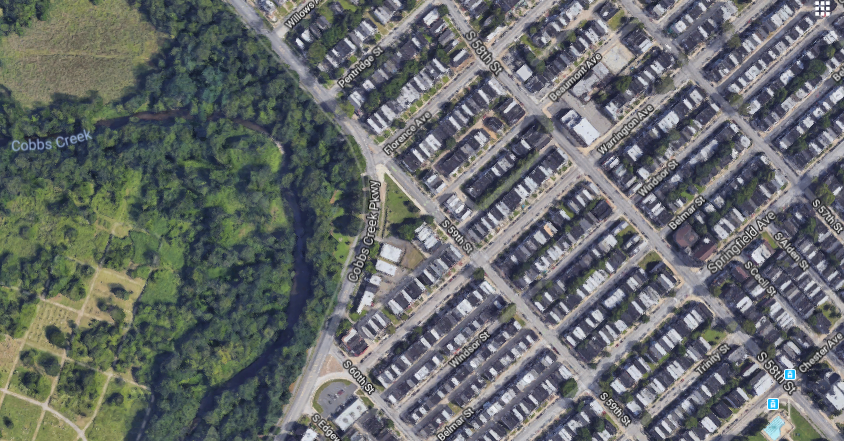 Willows
Pentridge St
S 58th St
Beaumont Ave
Be
Cobbs Creek
Florence Ave
Warrington Ave
Windsor St
Cobbs Creek Pkwy
S 59th St
Belmar St
Springfield Ave
S 57th St
S Alden St
S Cecil St
Windsor St
Trinity St
Chester Ave
S 60th St
S 58th St
S 59th St
S Edgew
Belmar St